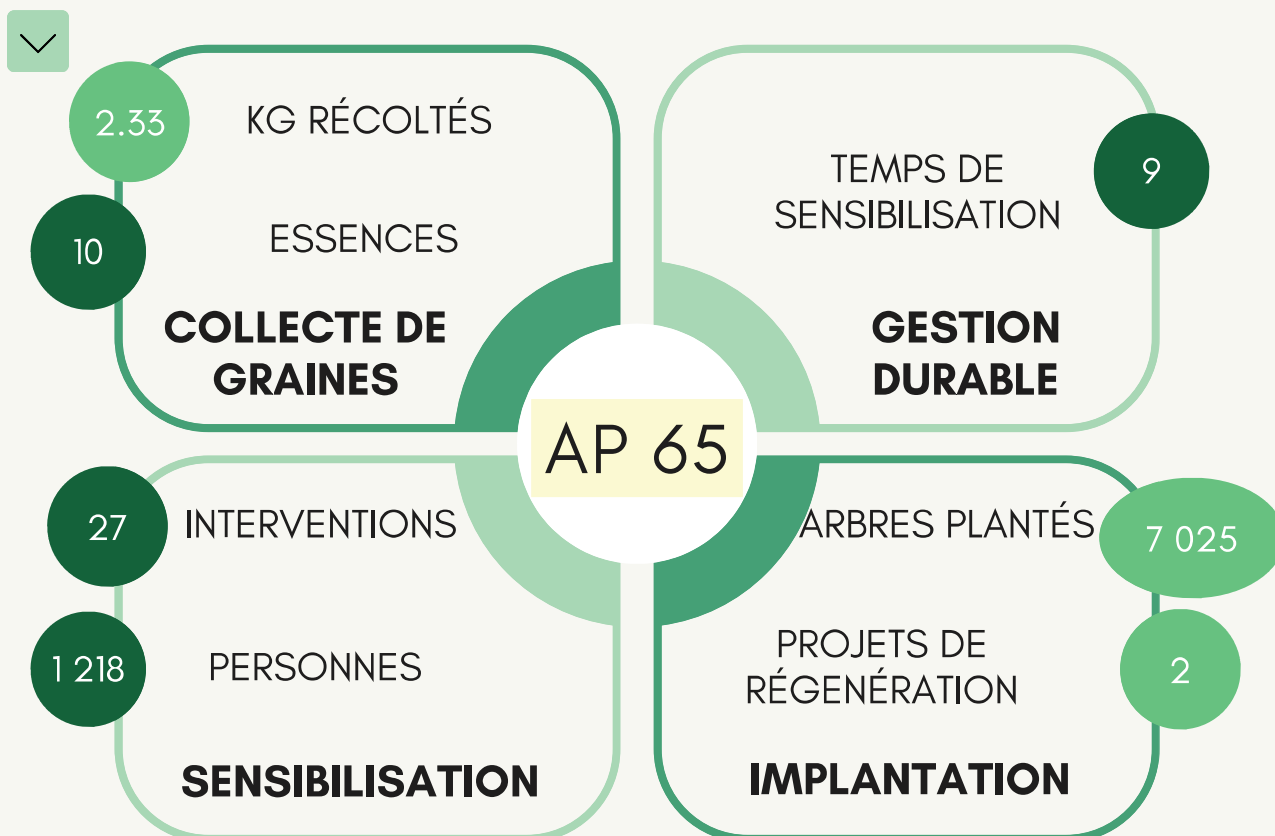 2.33
KG RÉCOLTÉS
10
ESSENCES
COLLECTE DE
GRAINES
TEMPS DE
SENSIBILISATION
9
GESTION
DURABLE
AP 65
27
INTERVENTIONS
1 218
PERSONNES
SENSIBILISATION
ARBRES PLANTÉS
7 025
PROJETS DE
RÉGENÉRATION
2
IMPLANTATION